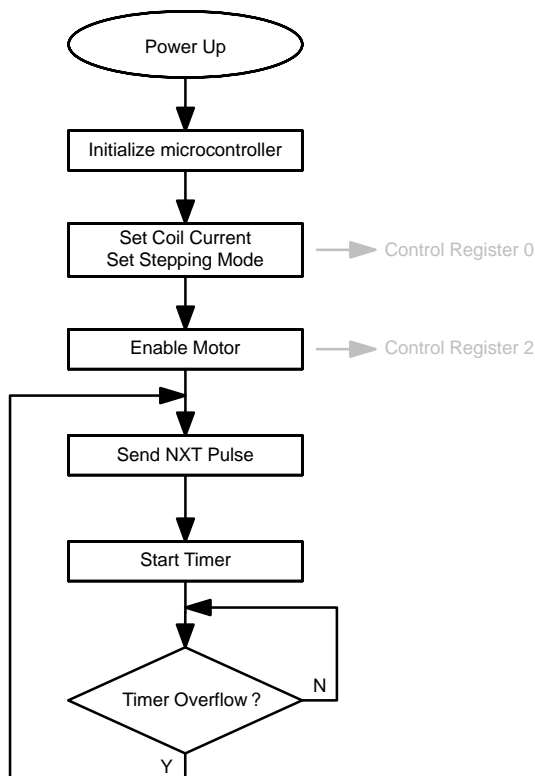 Power Up
Initialize microcontroller
Set Coil Current
Set Stepping Mode
Control Register 0
Enable Motor
Control Register 2
Send NXT Pulse
Start Timer
Timer Overflow ?
N
Y